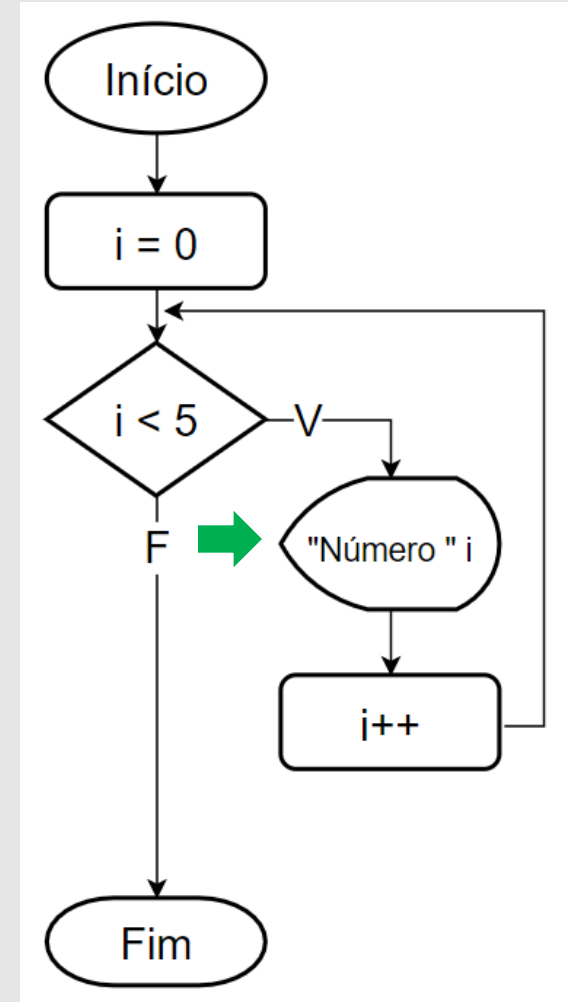 Início
i = 0
i < 5
V
F
"Número " i
i++
Fim